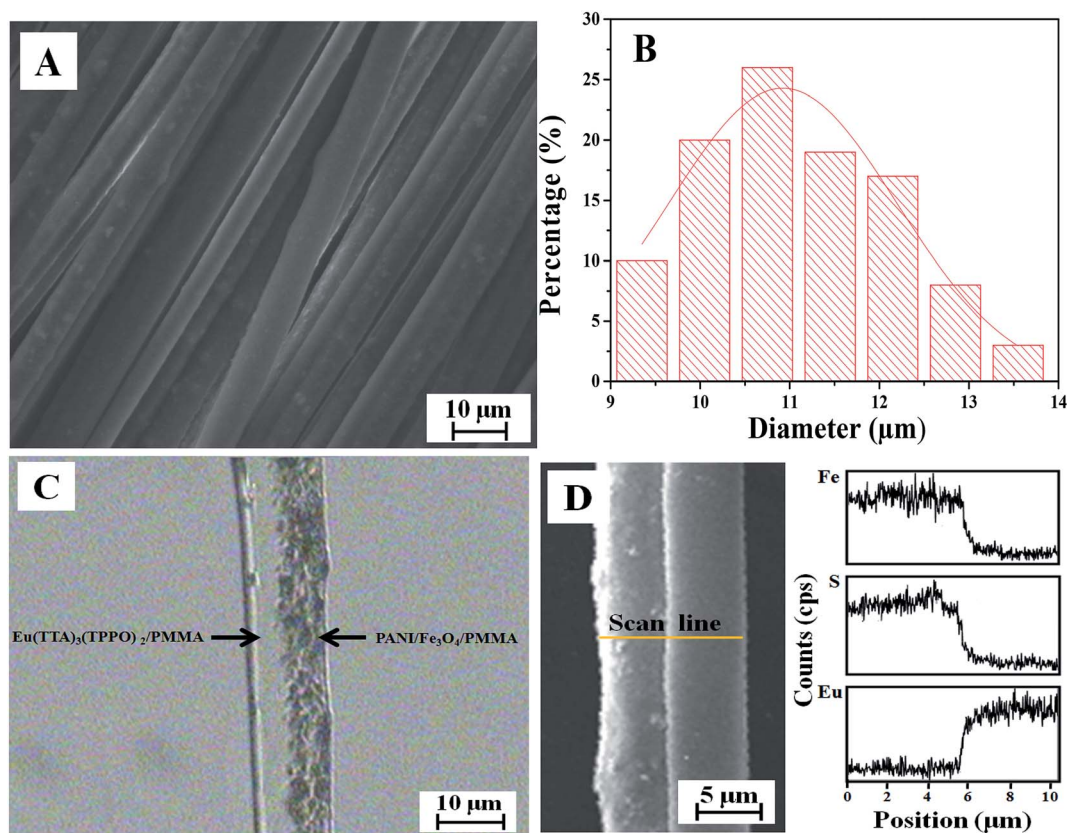 A
10 μm
B
30
25
20
15
10
5
0
Percentage (%)
9 10 11 12 13 14
Diameter (μm)
C
Eu(TTA)₃(TPPO) ₂/PMMA
PANI/Fe₃O₄/PMMA
10 μm
D
Scan line
5 μm
Counts (cps)
Fe
S
Eu
0 2 4 6 8 10
Position (μm)